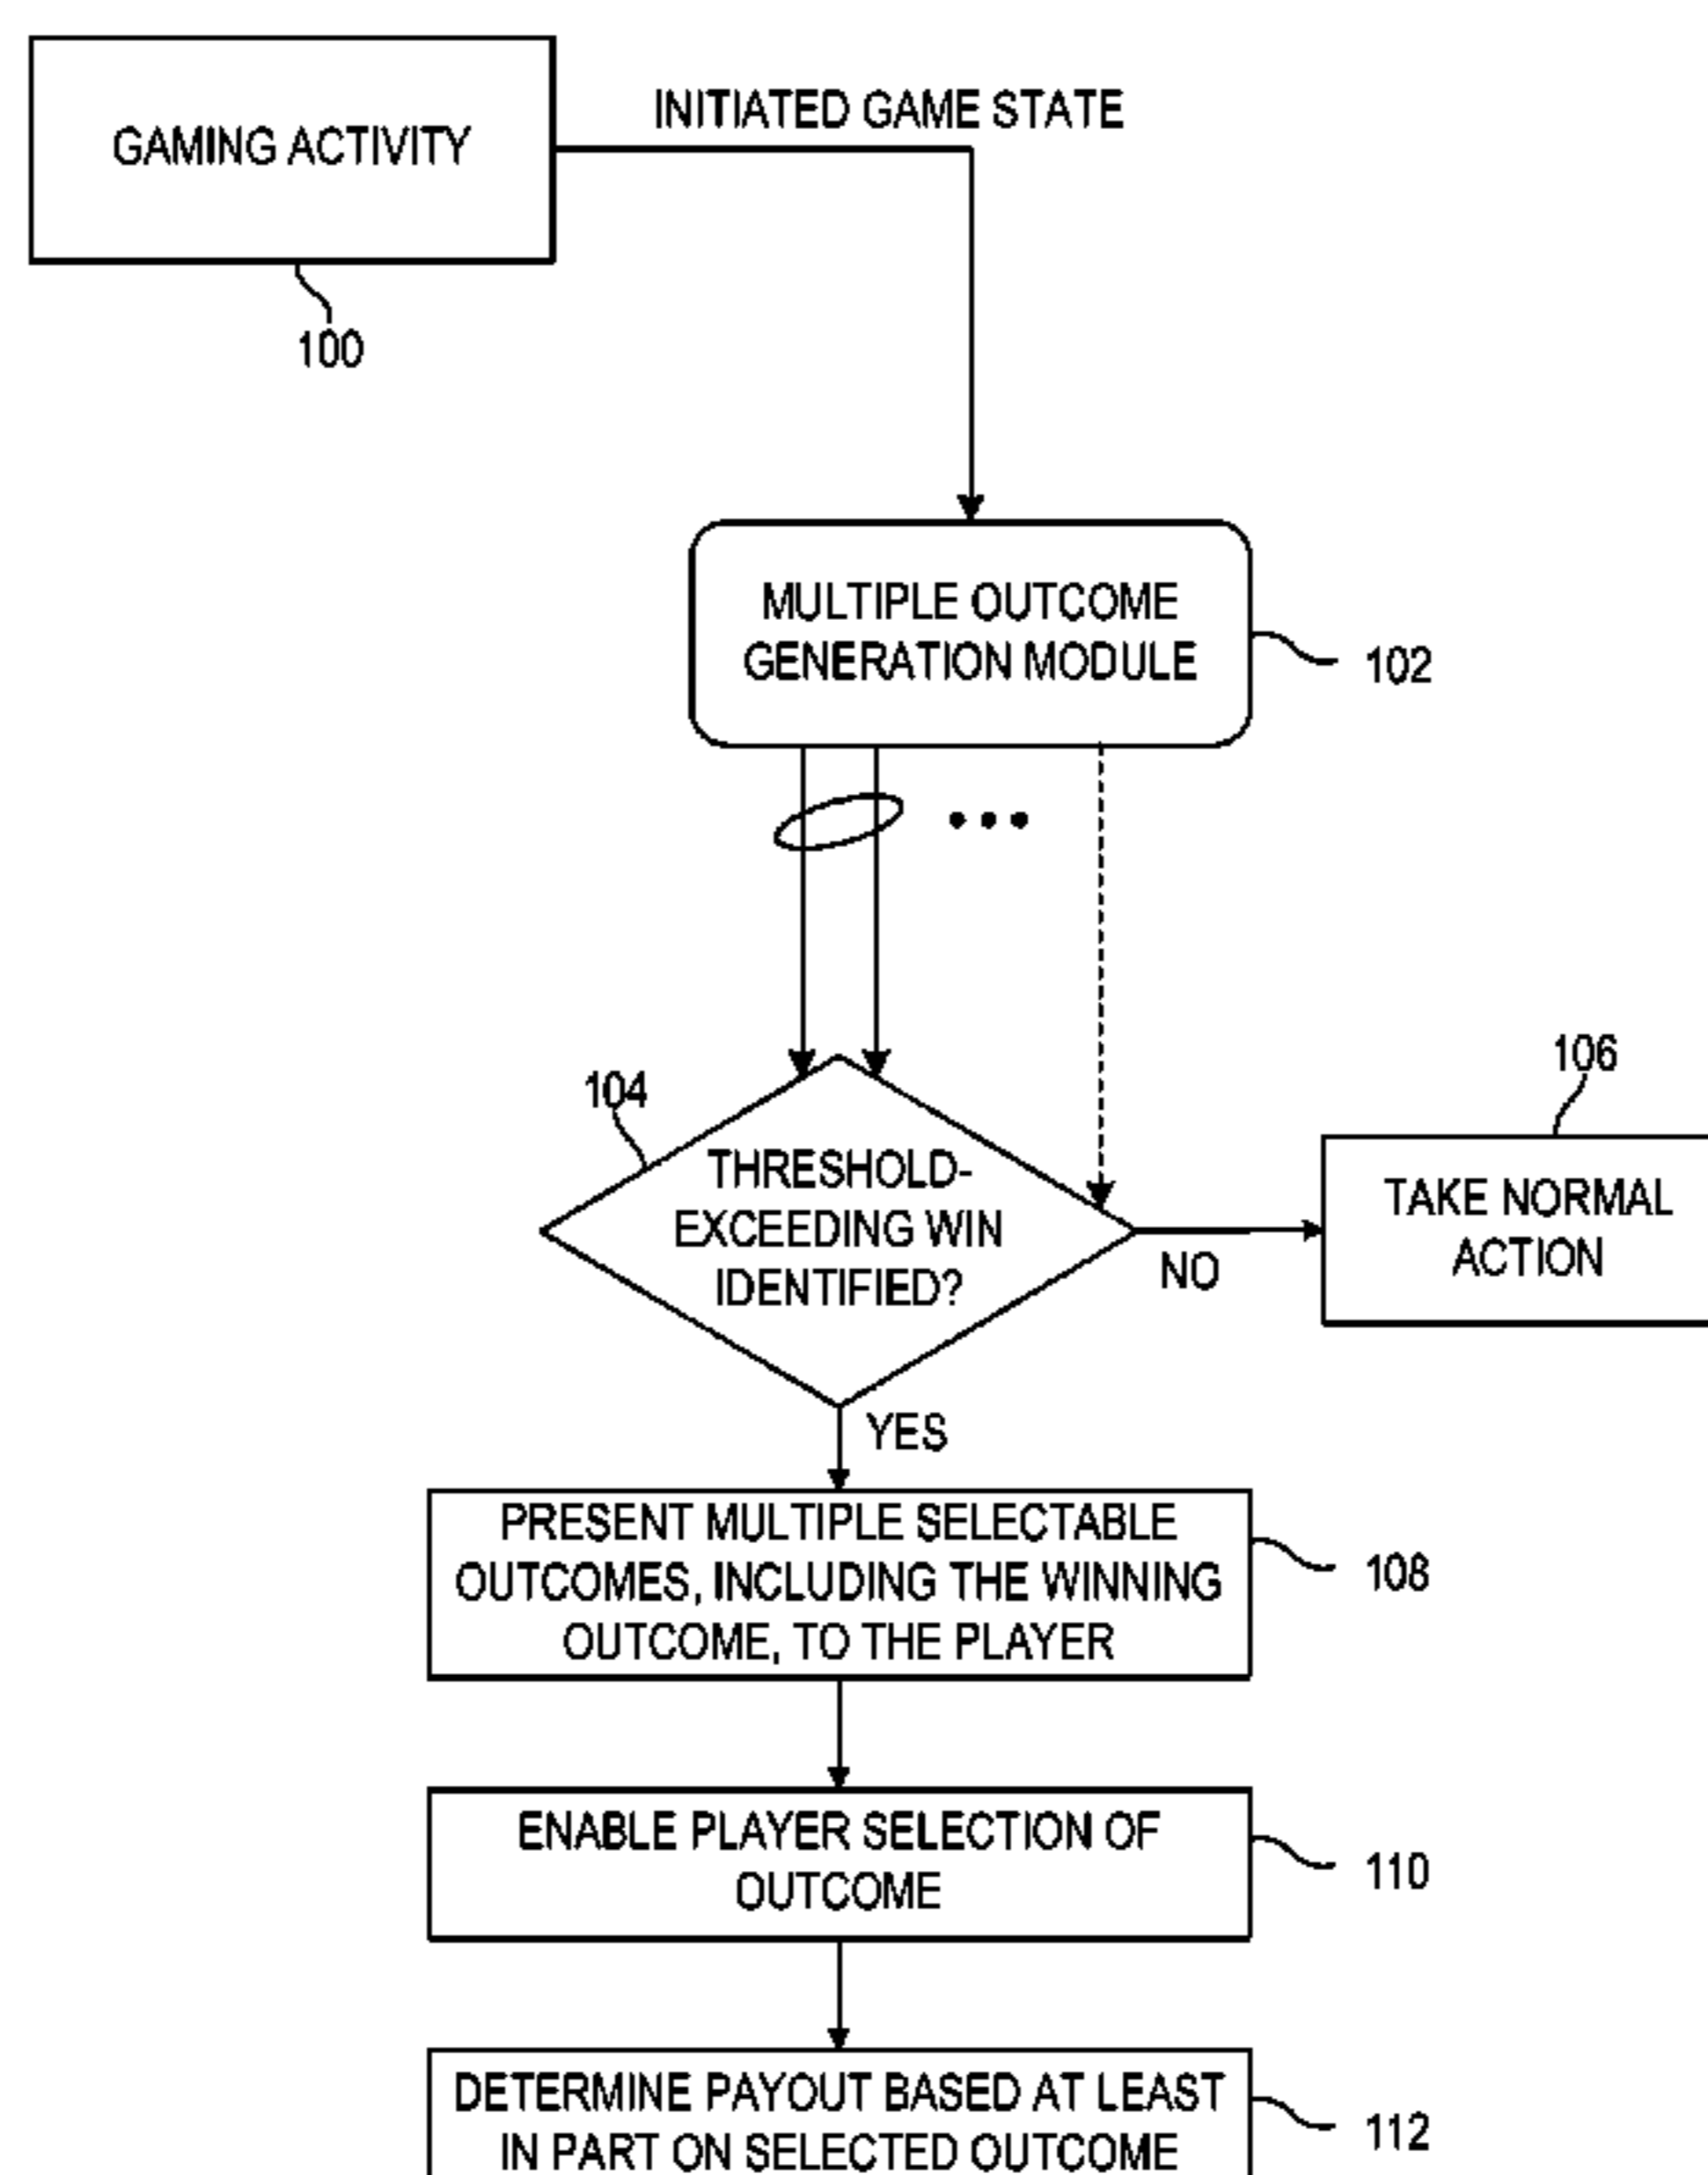 GAMING ACTIVITY
INITIATED GAME STATE
100
MULTIPLE OUTCOME
GENERATION MODULE
102
104
THRESHOLD-
EXCEEDING WIN
IDENTIFIED?
NO
106
TAKE NORMAL
ACTION
YES
PRESENT MULTIPLE SELECTABLE
OUTCOMES, INCLUDING THE WINNING
OUTCOME, TO THE PLAYER
108
ENABLE PLAYER SELECTION OF
OUTCOME
110
DETERMINE PAYOUT BASED AT LEAST
IN PART ON SELECTED OUTCOME
112